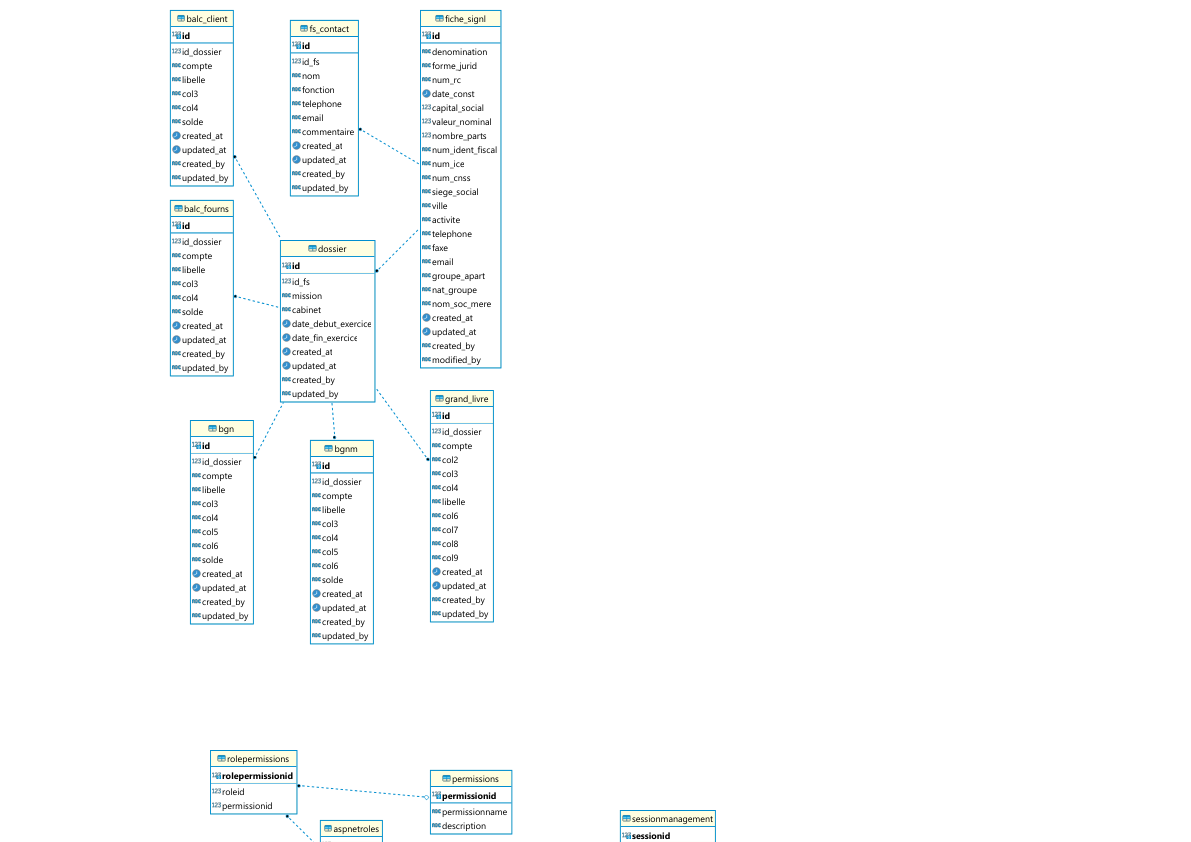 balc_client
id
id_dossier
compte
libelle
col3
col4
solde
created_at
updated_at
created_by
updated_by
fs_contact
id
id_fs
nom
fonction
telephone
email
commentaire
created_at
updated_at
created_by
updated_by
fiche_signl
id
denomination
forme_jurid
num_rc
date_const
capital_social
valeur_nominal
nombre_parts
num_ident_fiscal
num_ice
num_cnss
siege_social
ville
activite
telephone
faxe
email
groupe_apart
nat_groupe
nom_soc_mere
created_at
updated_at
created_by
modified_by
balc_fourns
id
id_dossier
compte
libelle
col3
col4
solde
created_at
updated_at
created_by
updated_by
dossier
id
id_fs
mission
cabinet
date_debut_exercice
date_fin_exercice
created_at
updated_at
created_by
updated_by
bgn
id
id_dossier
compte
libelle
col3
col4
col5
col6
solde
created_at
updated_at
created_by
updated_by
bgnm
id
id_dossier
compte
libelle
col3
col4
col5
col6
solde
created_at
updated_at
created_by
updated_by
grand_livre
id
id_dossier
compte
col2
col3
col4
libelle
col6
col7
col8
col9
created_at
updated_at
created_by
updated_by
rolepermissions
rolepermissionid
roleid
permissionid
permissions
permissionid
permissionname
description
aspnetroles
sessionmanagement
sessionid